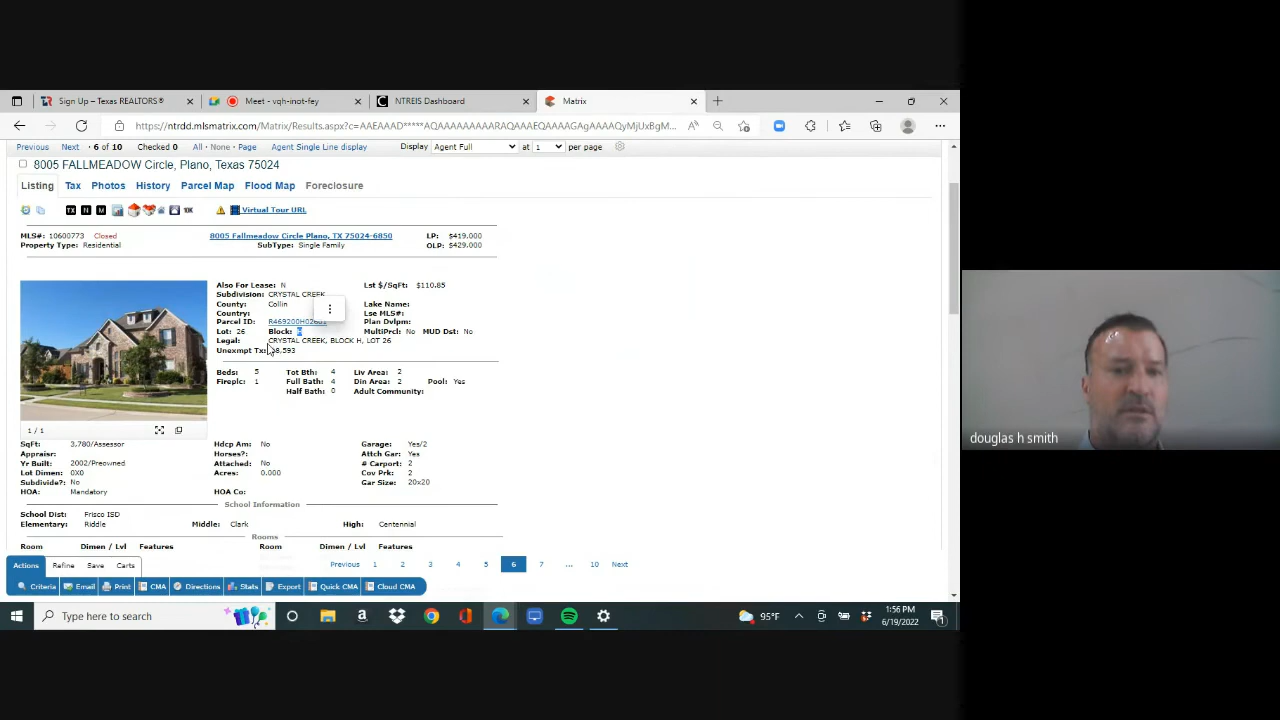 Sign Up – Texas REALTORS®
Meet - vqh-inot-fey
NTREIS Dashboard
Matrix
https://ntrdd.mlsmatrix.com/Matrix/Results.aspx?c=AAEAAAD*****AQAAAAAAAAARAQAAAEQAAAAGAgAAAAQyMjUxBgM...
Previous Next · 6 of 10 Checked 0 All · None · Page Agent Single Line display Display Agent Full at 1 per page
8005 FALLMEADOW Circle, Plano, Texas 75024
Listing Tax Photos History Parcel Map Flood Map Foreclosure
Virtual Tour URL
MLS#: 10600773 Closed 8005 Fallmeadow Circle Plano, TX 75024-6850 LP: $419,000
Property Type: Residential SubType: Single Family OLP: $429,000
Also For Lease: N Lst $/SqFt: $110.85
Subdivision: CRYSTAL CREEK
County: Collin Lake Name:
Country: Lse MLS#:
Parcel ID: Plan Dvlpm:
Lot: 26 Block: H MultiPrcl: No MUD Dst: No
Legal: CRYSTAL CREEK, BLOCK H, LOT 26
Unexmpt Tx: 8,593
Beds: 5 Tot Bth: 4 Liv Area: 2
Fireplc: 1 Full Bath: 4 Din Area: 2 Pool: Yes
Half Bath: 0 Adult Community:
1 / 1
SqFt: 3,780/Assessor Hdcp Am: No Garage: Yes/2
Appraisr: Horses?: Attch Gar: Yes
Yr Built: 2002/Preowned Attached: No # Carport: 2
Lot Dimen: 0X0 Acres: 0.000 Cov Prk: 2
Subdivide?: No Gar Size: 20x20
HOA: Mandatory HOA Co:
School Information
School Dist: Frisco ISD
Elementary: Riddle Middle: Clark High: Centennial
Rooms
Room Dimen / Lvl Features Room Dimen / Lvl Features
Actions Refine Save Carts Previous 1 2 3 4 5 6 7 ... 10 Next
Criteria Email Print CMA Directions Stats Export Quick CMA Cloud CMA
Type here to search
95°F
1:56 PM
6/19/2022
douglas h smith